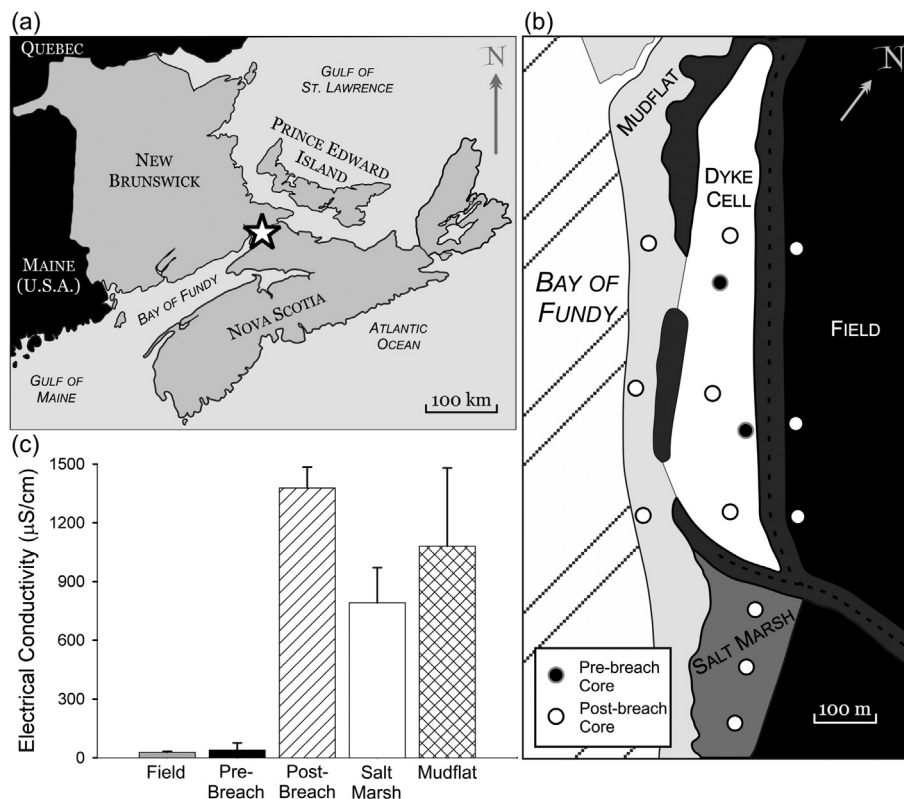 (a)
QUEBEC
GULF OF
ST. LAWRENCE
N
PRINCE EDWARD
ISLAND
NEW
BRUNSWICK
MAINE
(U.S.A.)
BAY OF FUNDY
NOVA SCOTIA
ATLANTIC
OCEAN
GULF OF
MAINE
100 km
(b)
N
MUDFLAT
DYKE
CELL
BAY OF
FUNDY
FIELD
SALT MARSH
Pre-breach
Core
Post-breach
Core
100 m
(c)
Electrical Conductivity (µS/cm)
1500
1200
900
600
300
0
Field
Pre-
Breach
Post-
Breach
Salt
Marsh
Mudflat